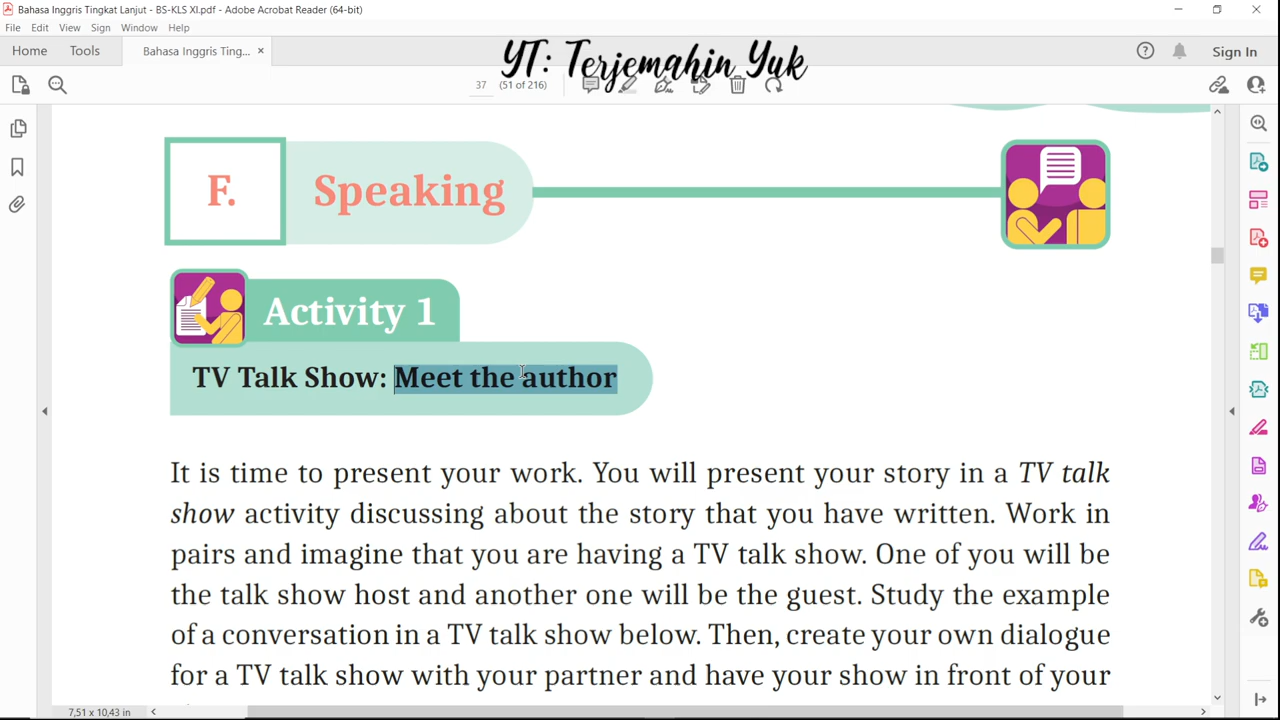 Bahasa Inggris Tingkat Lanjut - BS-KLS XI.pdf - Adobe Acrobat Reader (64-bit)
File Edit View Sign Window Help
Home Tools Bahasa Inggris Ting... × Sign In
YT: Terjemahin Yuk
37 (51 of 216)
F. Speaking
Activity 1
TV Talk Show: Meet the author
It is time to present your work. You will present your story in a TV talk
show activity discussing about the story that you have written. Work in
pairs and imagine that you are having a TV talk show. One of you will be
the talk show host and another one will be the guest. Study the example
of a conversation in a TV talk show below. Then, create your own dialogue
for a TV talk show with your partner and have your show in front of your
7,51 x 10,43 in